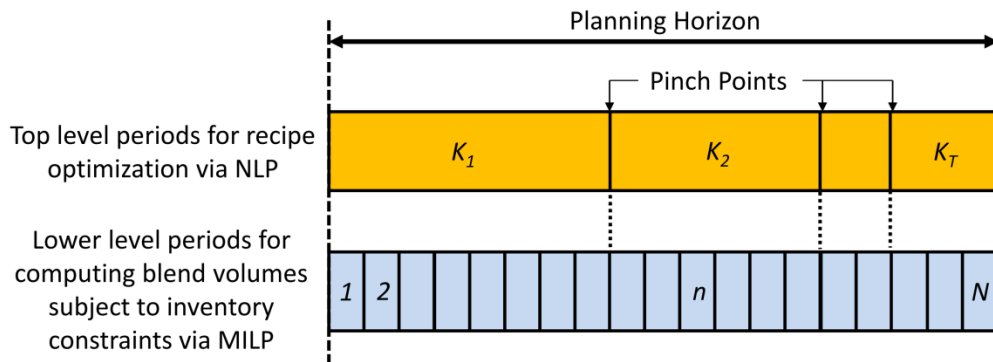 Planning Horizon
Pinch Points
Top level periods for recipe
optimization via NLP
K₁
K₂
K_T
Lower level periods for
computing blend volumes
subject to inventory
constraints via MILP
1
2
n
N